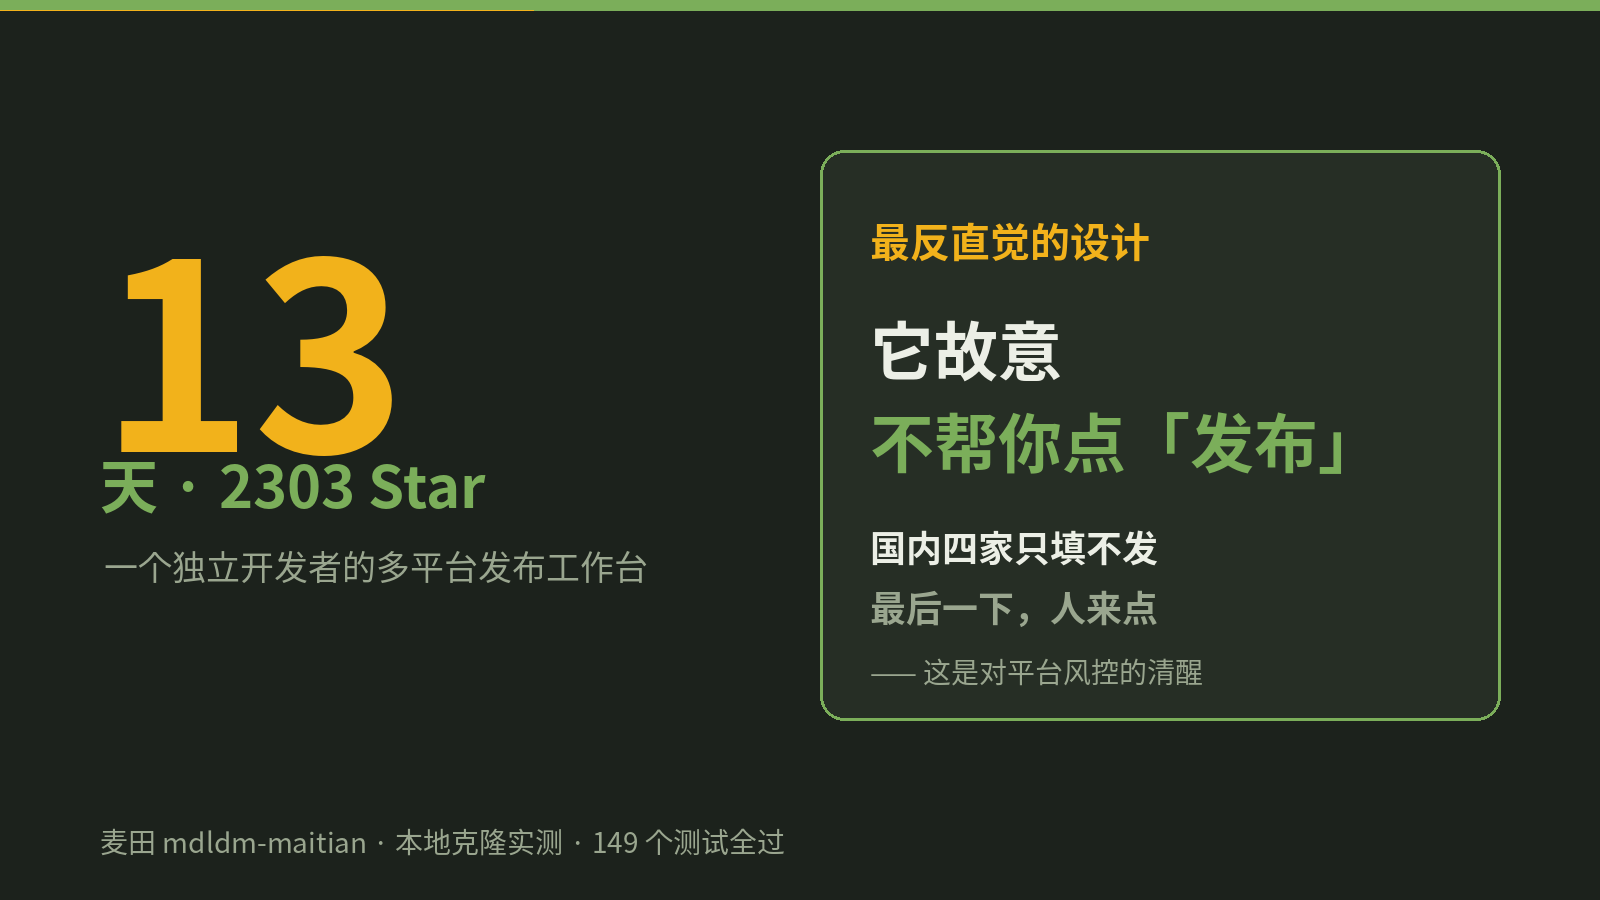 13
天 · 2303 Star
一个独立开发者的多平台发布工作台
最反直觉的设计
它故意
不帮你点「发布」
国内四家只填不发
最后一下，人来点
—— 这是对平台风控的清醒
麦田 mdldm-maitian · 本地克隆实测 · 149 个测试全过